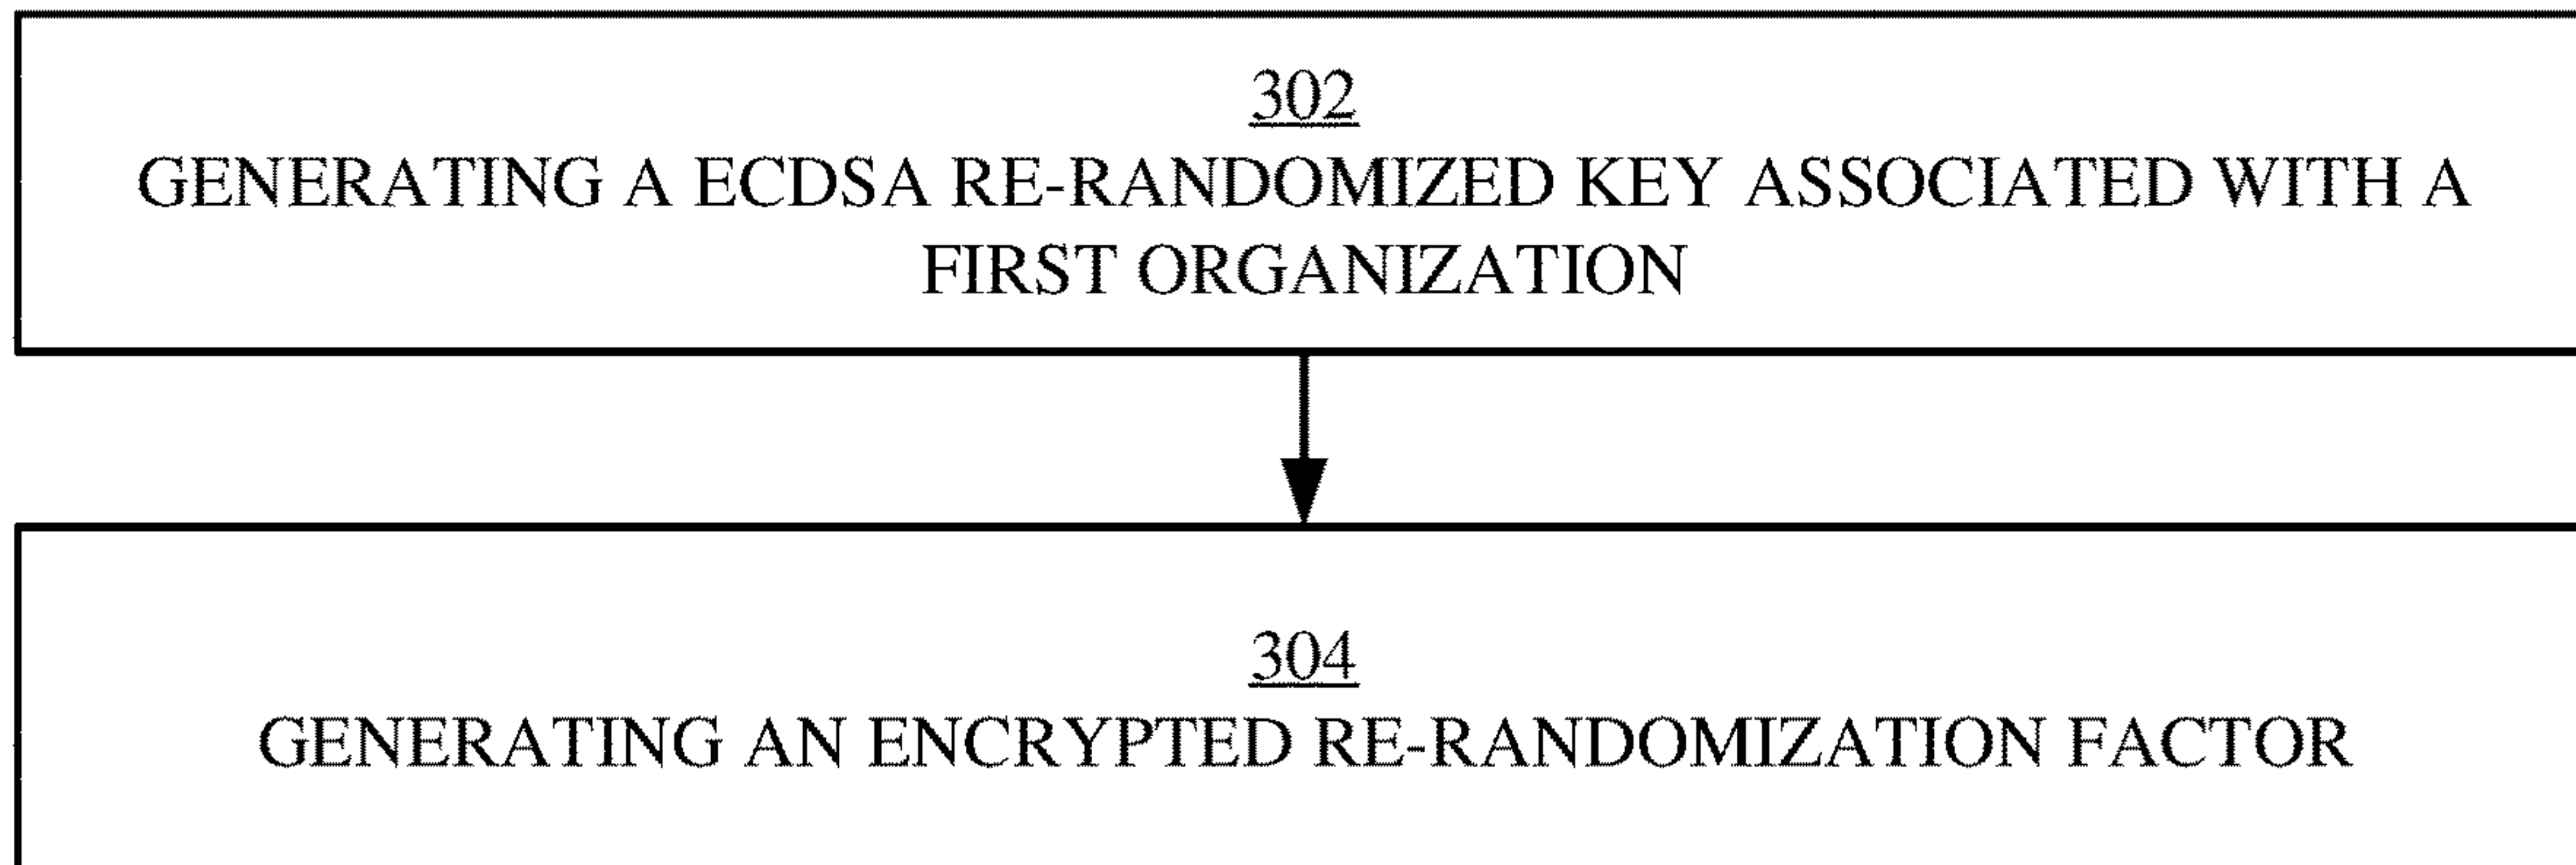 302
GENERATING A ECDSA RE-RANDOMIZED KEY ASSOCIATED WITH A
FIRST ORGANIZATION
304
GENERATING AN ENCRYPTED RE-RANDOMIZATION FACTOR